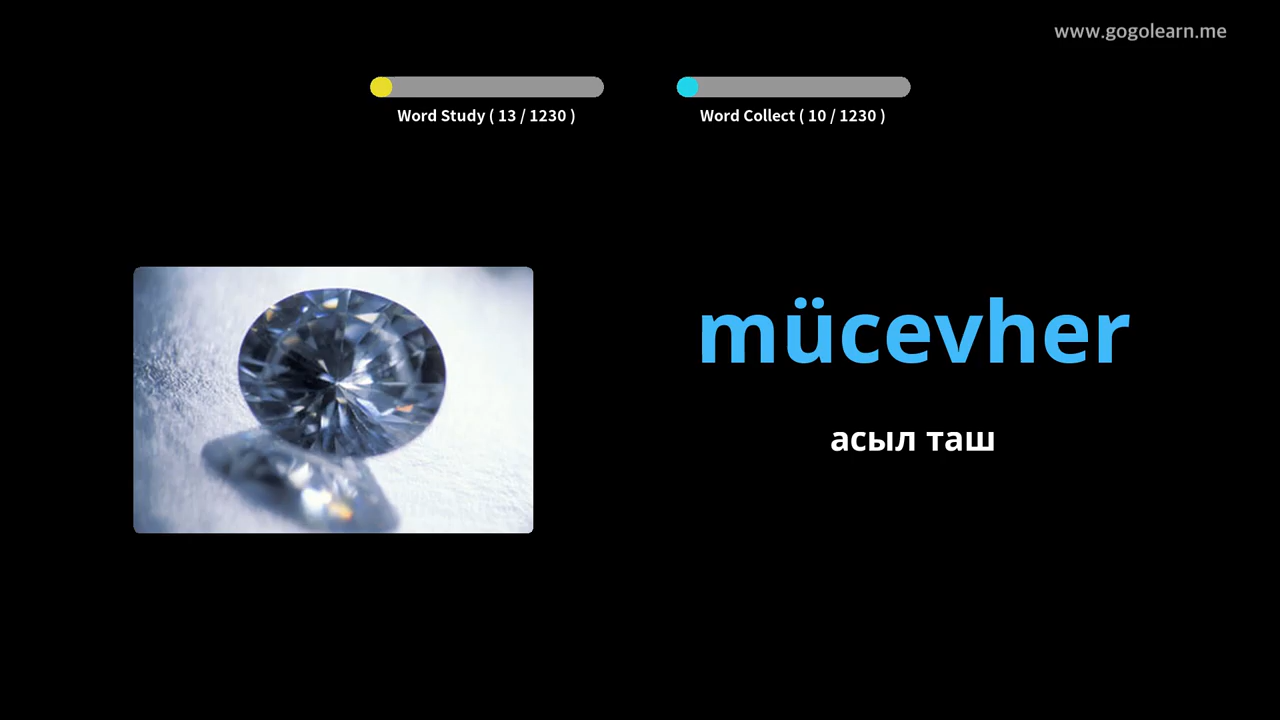 www.gogolearn.me
Word Study ( 13 / 1230 )
Word Collect ( 10 / 1230 )
mücevher
асыл таш